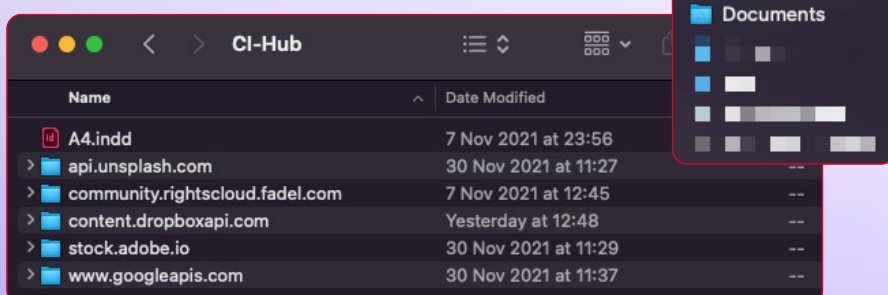 Documents
CI-Hub
Name Date Modified
Id A4.indd 7 Nov 2021 at 23:56
api.unsplash.com 30 Nov 2021 at 11:27 --
community.rightscloud.fadel.com 7 Nov 2021 at 12:45 --
content.dropboxapi.com Yesterday at 12:48 --
stock.adobe.io 30 Nov 2021 at 11:29 --
www.googleapis.com 30 Nov 2021 at 11:37 --